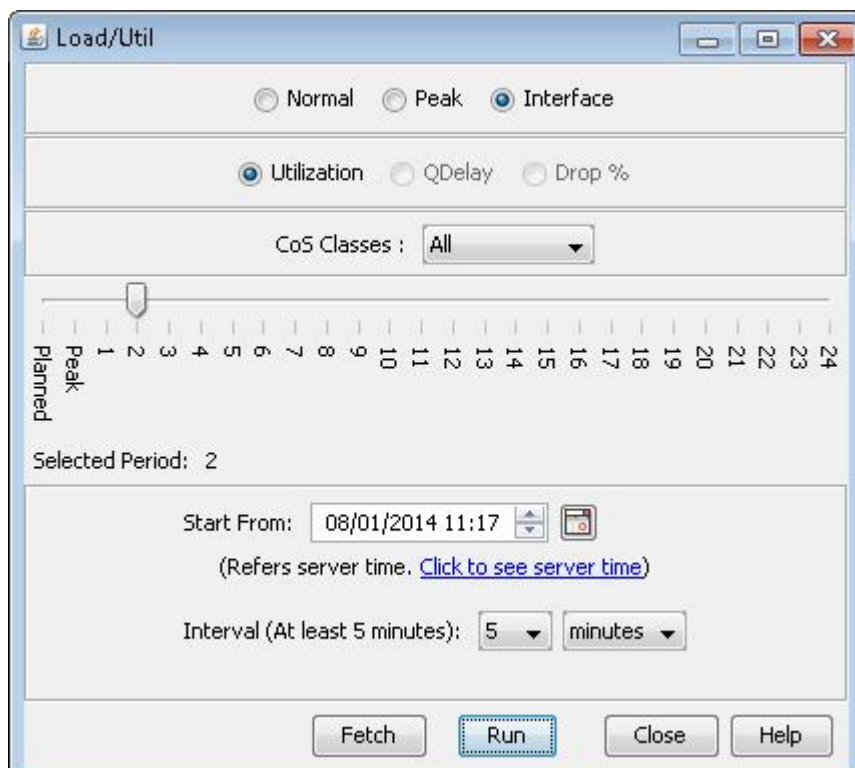 Load/Util
Normal Peak Interface
Utilization QDelay Drop %
CoS Classes : All
Planned Peak 1 2 3 4 5 6 7 8 9 10 11 12 13 14 15 16 17 18 19 20 21 22 23 24
Selected Period: 2
Start From: 08/01/2014 11:17
(Refers server time. Click to see server time)
Interval (At least 5 minutes): 5 minutes
Fetch Run Close Help